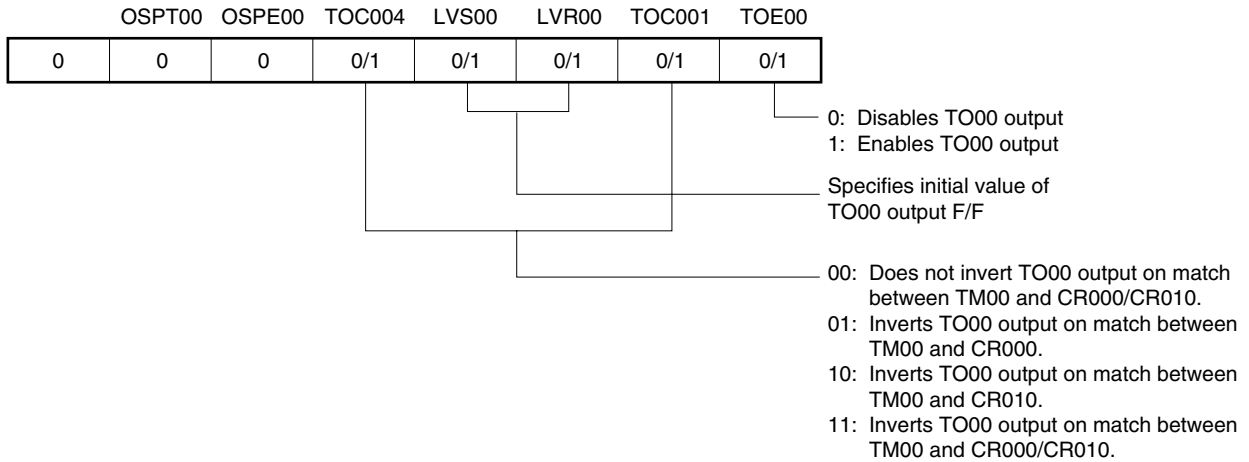 OSPT00 OSPE00 TOC004 LVS00 LVR00 TOC001 TOE00
0 0 0 0/1 0/1 0/1 0/1 0/1
0: Disables TO00 output
1: Enables TO00 output
Specifies initial value of
TO00 output F/F
00: Does not invert TO00 output on match
between TM00 and CR000/CR010.
01: Inverts TO00 output on match between
TM00 and CR000.
10: Inverts TO00 output on match between
TM00 and CR010.
11: Inverts TO00 output on match between
TM00 and CR000/CR010.